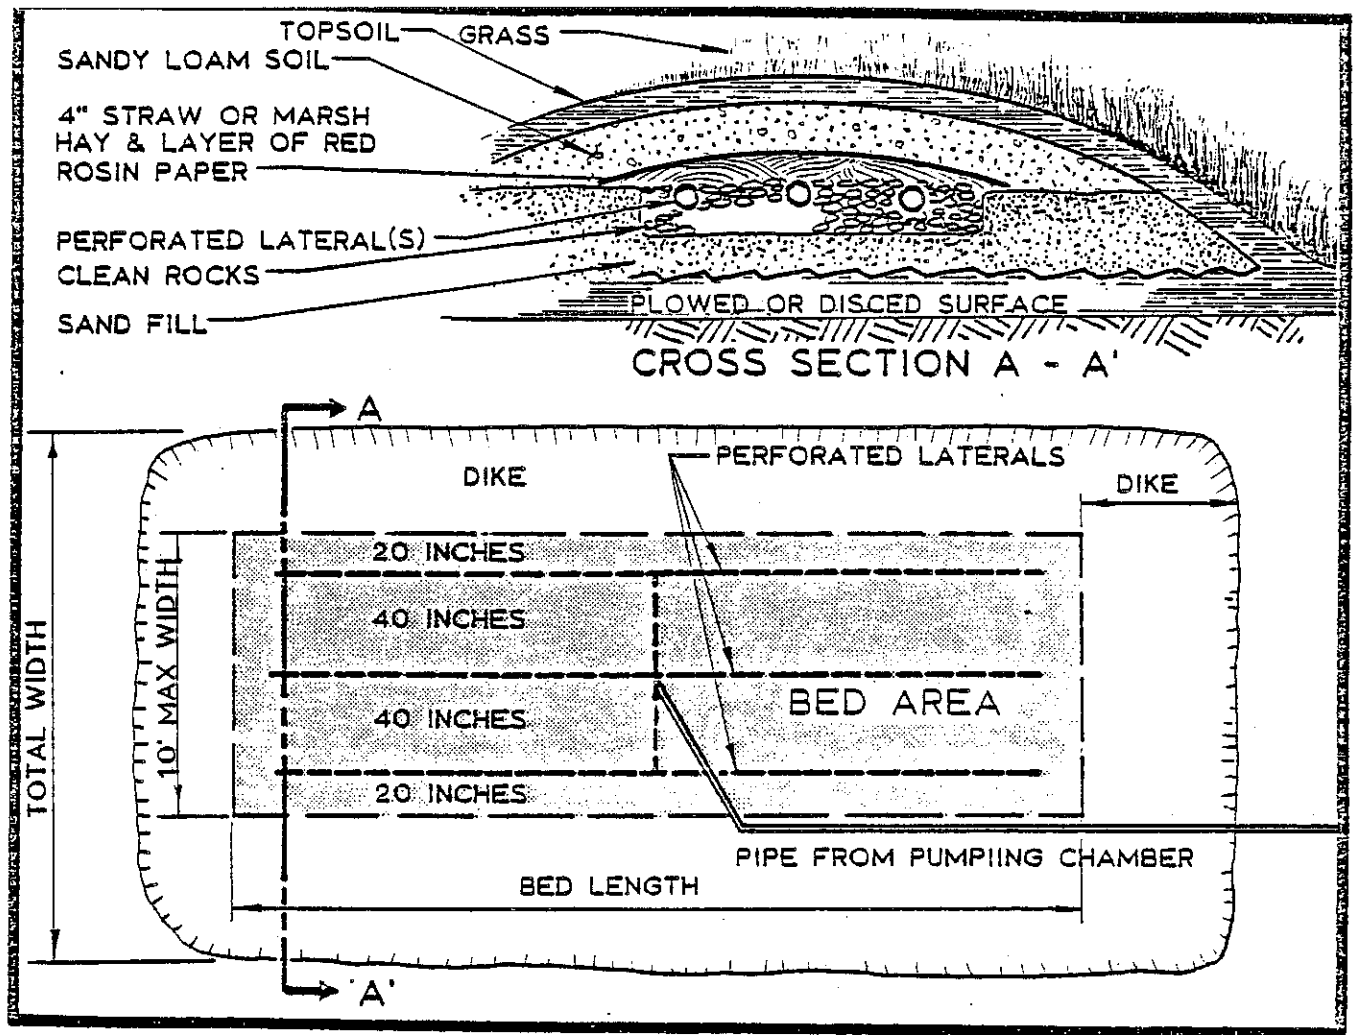 TOPSOIL
GRASS
SANDY LOAM SOIL
4" STRAW OR MARSH
HAY & LAYER OF RED
ROSIN PAPER
PERFORATED LATERAL(S)
CLEAN ROCKS
SAND FILL
PLOWED OR DISCED SURFACE
CROSS SECTION A - A'
A
PERFORATED LATERALS
DIKE
DIKE
20 INCHES
40 INCHES
10' MAX WIDTH
TOTAL WIDTH
BED AREA
40 INCHES
20 INCHES
PIPE FROM PUMPIING CHAMBER
BED LENGTH
A'